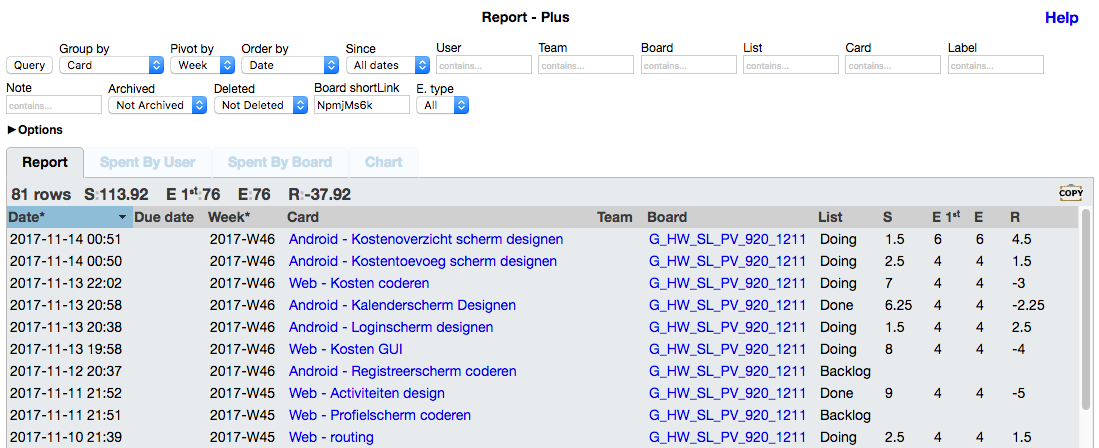 Report - Plus
Help
Group by Pivot by Order by Since User Team Board List Card Label
Query Card Week Date All dates contains... contains... contains... contains... contains... contains...
Note Archived Deleted Board shortLink E. type
contains... Not Archived Not Deleted NpmjMs6k All
▶Options
Report Spent By User Spent By Board Chart
81 rows S:113.92 E 1st:76 E:76 R:-37.92 COPY
Date* Due date Week* Card Team Board List S E 1st E R
2017-11-14 00:51 2017-W46 Android - Kostenoverzicht scherm designen G_HW_SL_PV_920_1211 Doing 1.5 6 6 4.5
2017-11-14 00:50 2017-W46 Android - Kostentoevoeg scherm designen G_HW_SL_PV_920_1211 Doing 2.5 4 4 1.5
2017-11-13 22:02 2017-W46 Web - Kosten coderen G_HW_SL_PV_920_1211 Doing 7 4 4 -3
2017-11-13 20:58 2017-W46 Android - Kalenderscherm Designen G_HW_SL_PV_920_1211 Done 6.25 4 4 -2.25
2017-11-13 20:38 2017-W46 Android - Loginscherm designen G_HW_SL_PV_920_1211 Doing 1.5 4 4 2.5
2017-11-13 19:58 2017-W46 Web - Kosten GUI G_HW_SL_PV_920_1211 Doing 8 4 4 -4
2017-11-12 20:37 2017-W46 Android - Registreerscherm coderen G_HW_SL_PV_920_1211 Backlog
2017-11-11 21:52 2017-W45 Web - Activiteiten design G_HW_SL_PV_920_1211 Done 9 4 4 -5
2017-11-11 21:51 2017-W45 Web - Profielscherm coderen G_HW_SL_PV_920_1211 Backlog
2017-11-10 21:39 2017-W45 Web - routing G_HW_SL_PV_920_1211 Doing 2.5 4 4 1.5